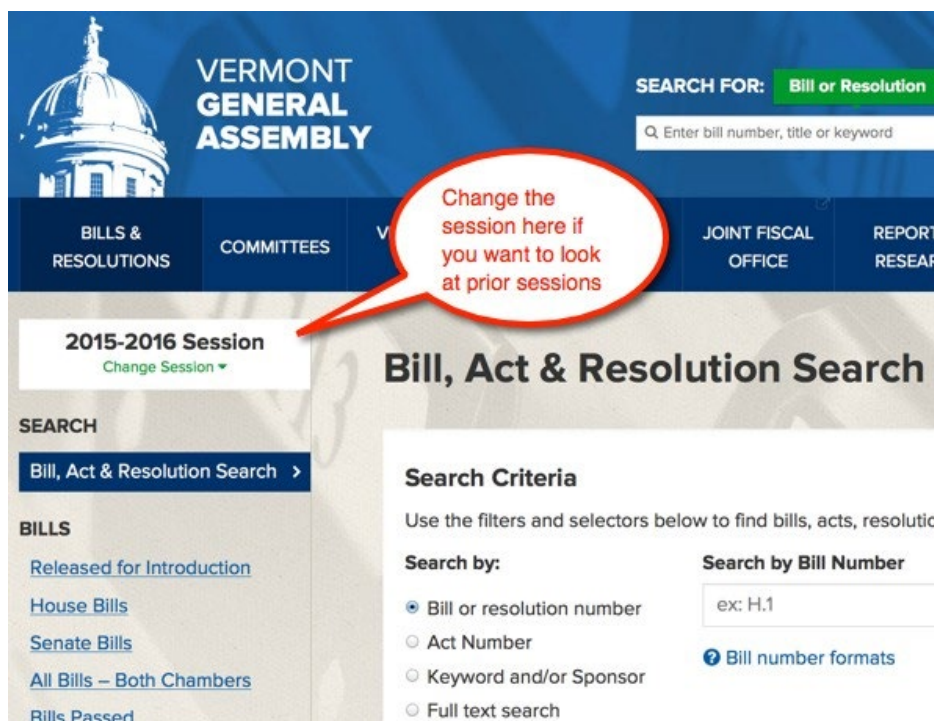 VERMONT
GENERAL
ASSEMBLY
SEARCH FOR: Bill or Resolution
Enter bill number, title or keyword
Change the
session here if
you want to look
at prior sessions
BILLS &
RESOLUTIONS
COMMITTEES
JOINT FISCAL
OFFICE
2015-2016 Session
Change Session
SEARCH
Bill, Act & Resolution Search
BILLS
Released for Introduction
House Bills
Senate Bills
All Bills – Both Chambers
Bills Passed
Bill, Act & Resolution Search
Search Criteria
Use the filters and selectors below to find bills, acts,
Search by:
Bill or resolution number
Act Number
Keyword and/or Sponsor
Full text search
Search by Bill Number
ex: H.1
Bill number formats